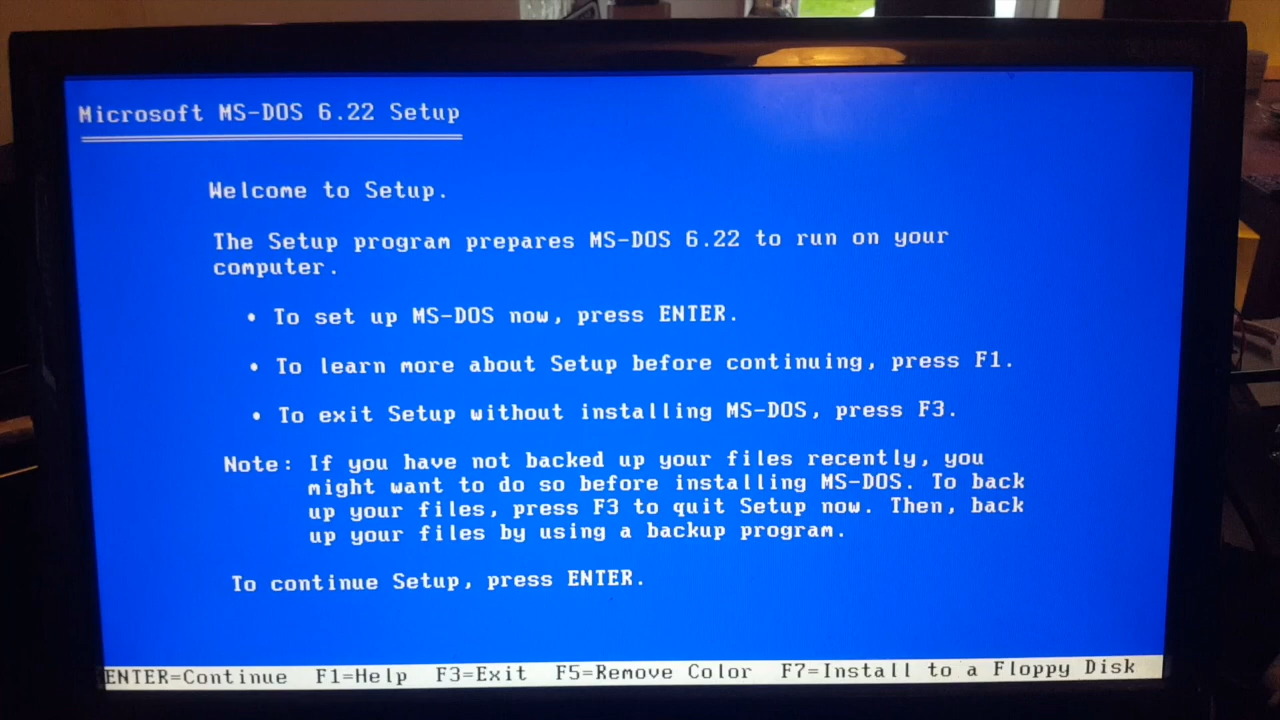 Microsoft MS-DOS 6.22 Setup
Welcome to Setup.
The Setup program prepares MS-DOS 6.22 to run on your
computer.
• To set up MS-DOS now, press ENTER.
• To learn more about Setup before continuing, press F1.
• To exit Setup without installing MS-DOS, press F3.
Note: If you have not backed up your files recently, you
might want to do so before installing MS-DOS. To back
up your files, press F3 to quit Setup now. Then, back
up your files by using a backup program.
To continue Setup, press ENTER.
ENTER=Continue F1=Help F3=Exit F5=Remove Color F7=Install to a Floppy Disk